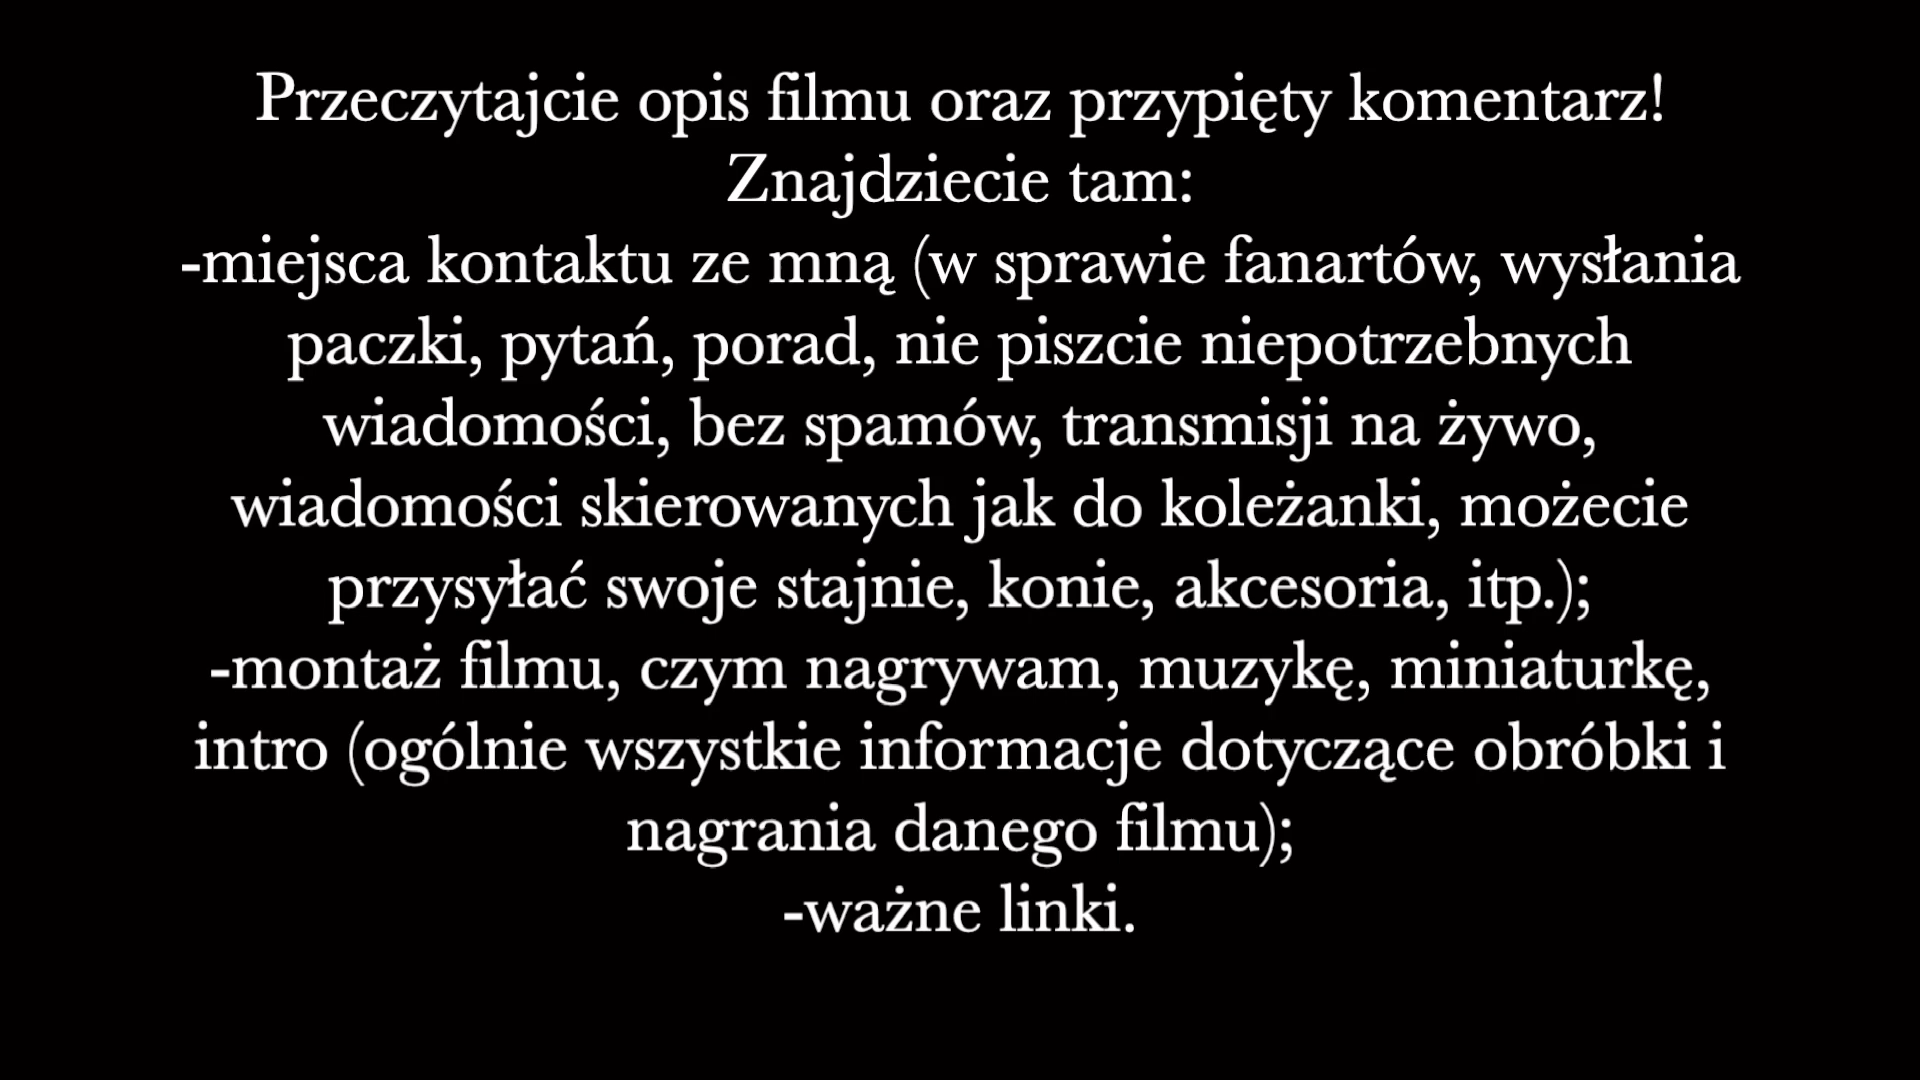 Przeczytajcie opis filmu oraz przypięty komentarz!
Znajdziecie tam:
-miejsca kontaktu ze mną (w sprawie fanartów, wysłania
paczki, pytań, porad, nie piszcie niepotrzebnych
wiadomości, bez spamów, transmisji na żywo,
wiadomości skierowanych jak do koleżanki, możecie
przysyłać swoje stajnie, konie, akcesoria, itp.);
-montaż filmu, czym nagrywam, muzykę, miniaturkę,
intro (ogólnie wszystkie informacje dotyczące obróbki i
nagrania danego filmu);
-ważne linki.